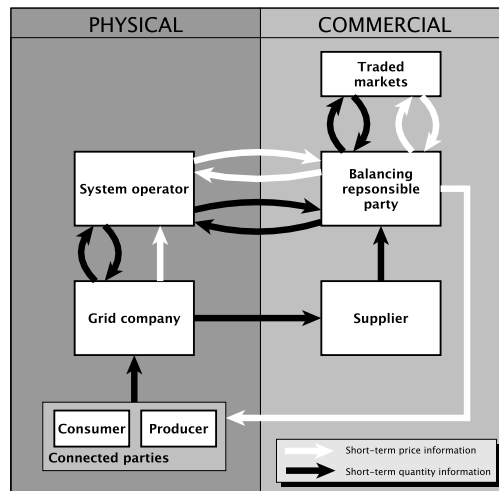 PHYSICAL
COMMERCIAL
Traded
markets
System operator
Balancing
repsonsible
party
Grid company
Supplier
Consumer
Producer
Connected parties
Short-term price information
Short-term quantity information